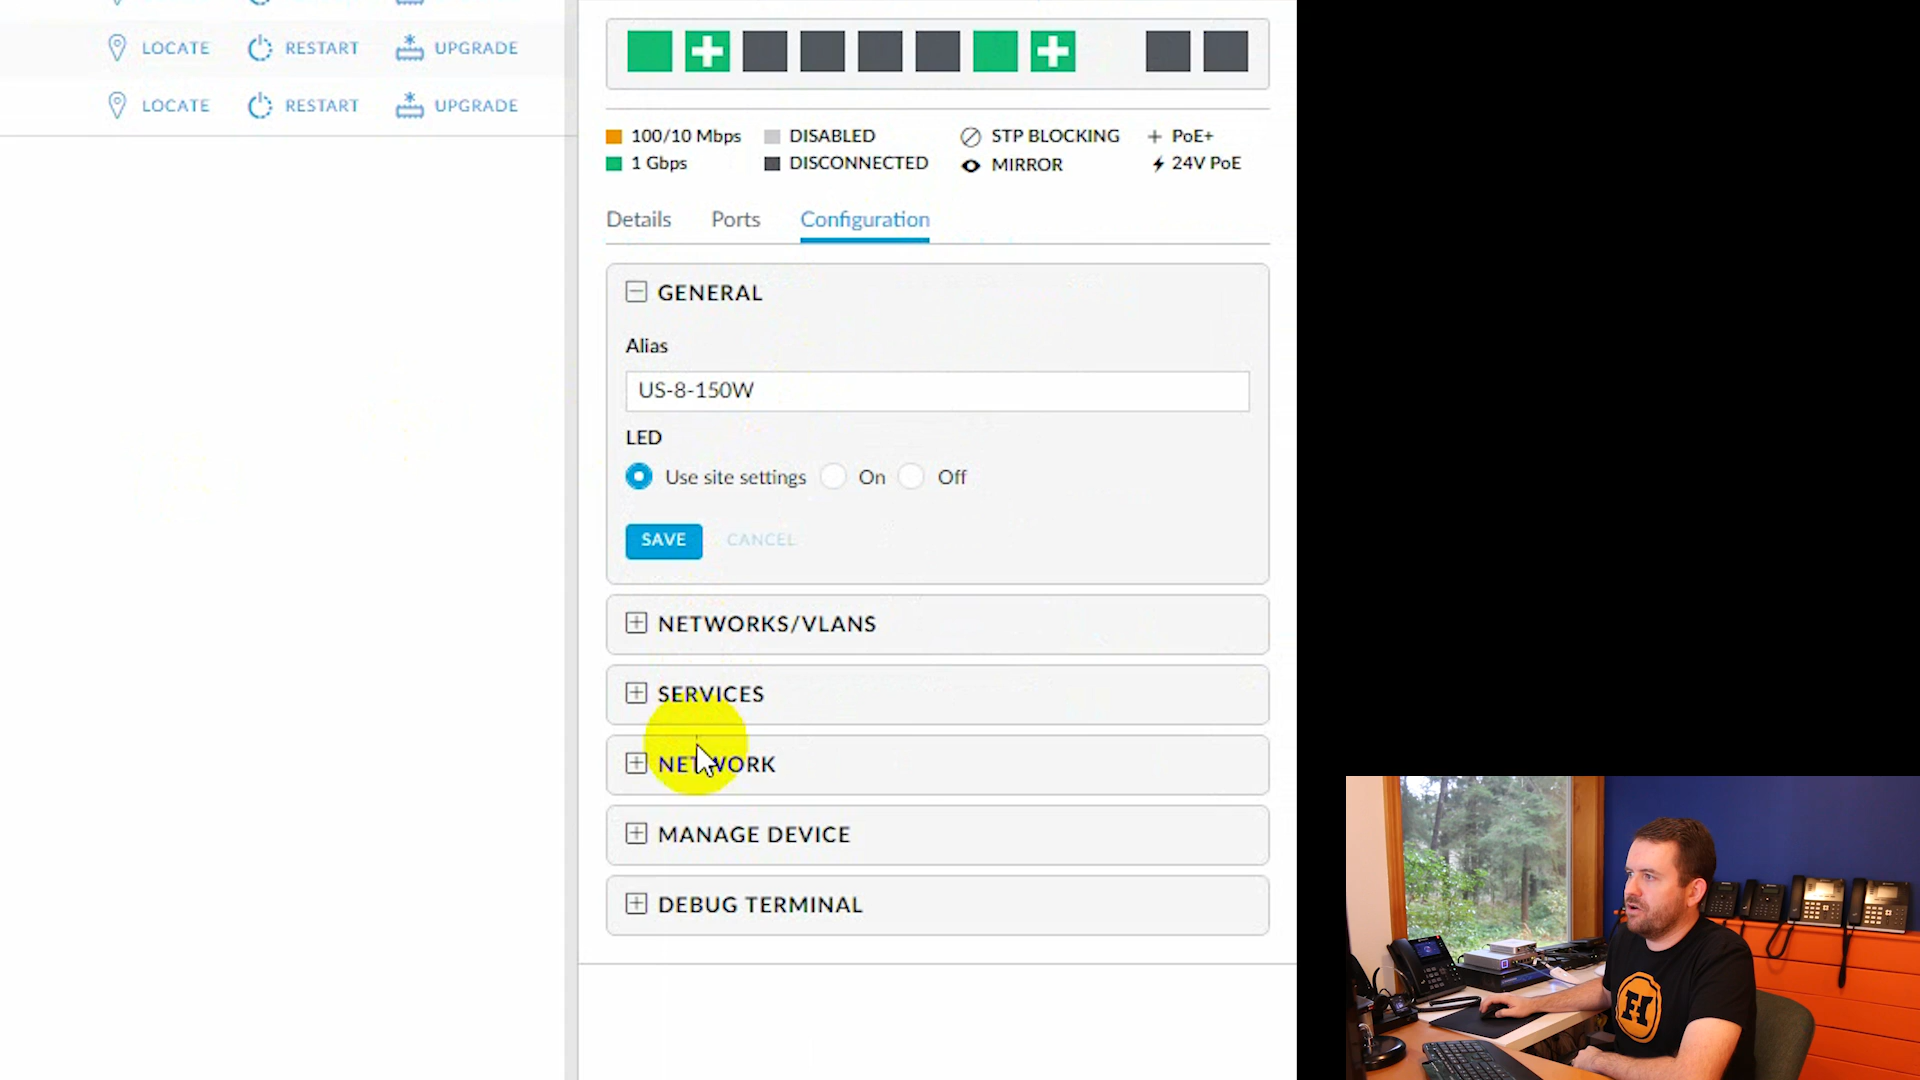 LOCATE RESTART UPGRADE
LOCATE RESTART UPGRADE
100/10 Mbps DISABLED STP BLOCKING PoE+
1 Gbps DISCONNECTED MIRROR 24V PoE
Details Ports Configuration
GENERAL
Alias
US-8-150W
LED
Use site settings On Off
SAVE CANCEL
NETWORKS/VLANS
SERVICES
NETWORK
MANAGE DEVICE
DEBUG TERMINAL